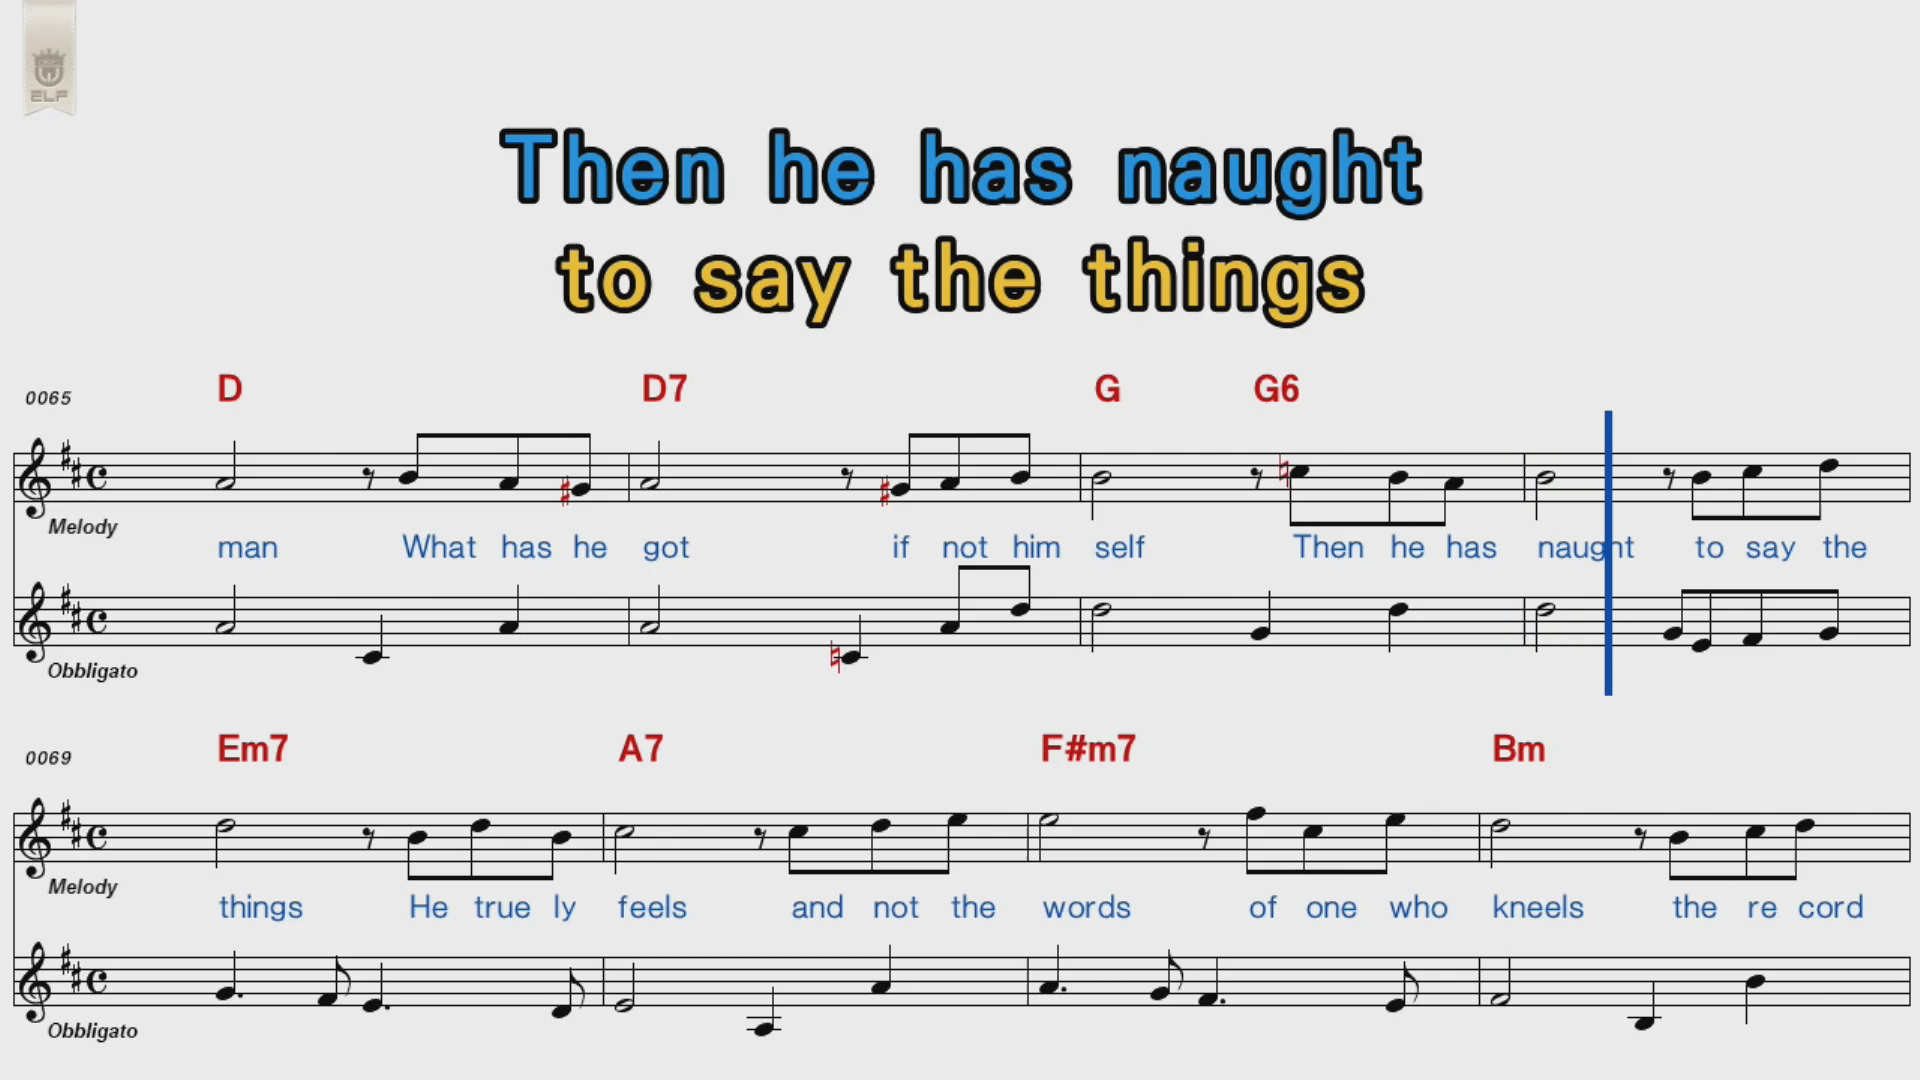 ELF
Then he has naught
to say the things
0065 D D7 G G6
Melody
man What has he got if not him self Then he has naught to say the
Obbligato
0069 Em7 A7 F#m7 Bm
Melody
things He true ly feels and not the words of one who kneels the re cord
Obbligato